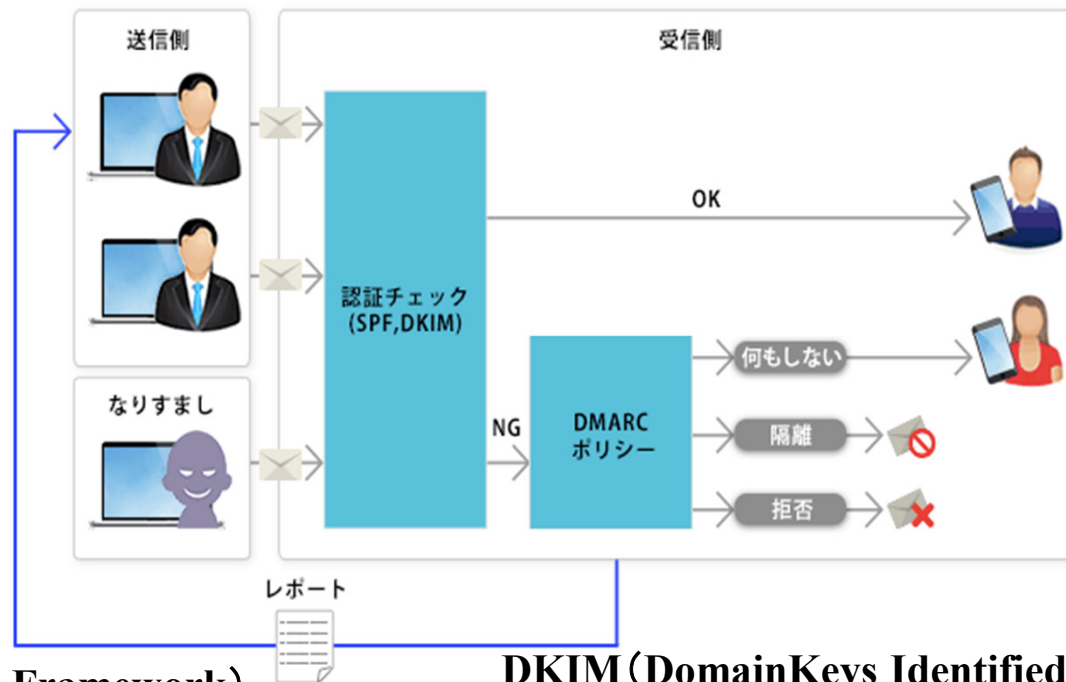 送信側
受信側
認証チェック
(SPF,DKIM)
OK
なりすまし
NG
DMARC
ポリシー
何もしない
隔離
拒否
レポート
Framework）
DKIM（DomainKeys Identified